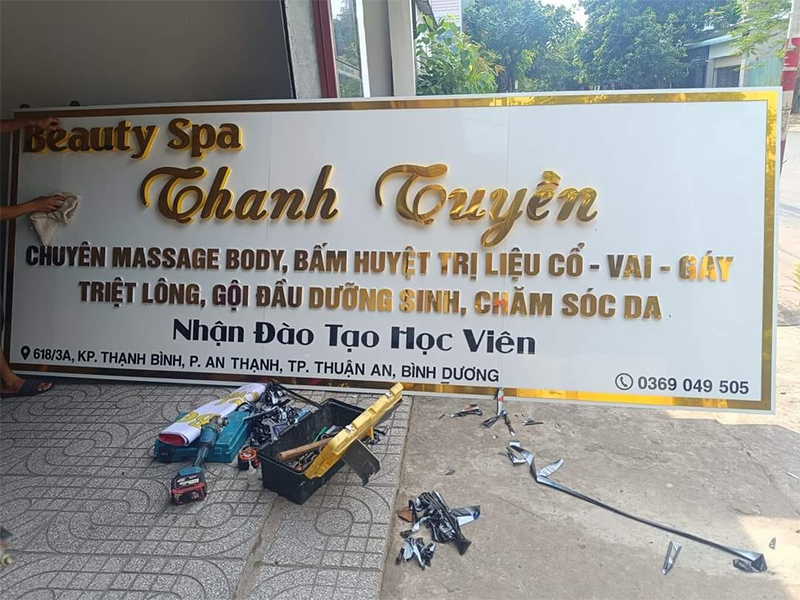 Beauty Spa
Thanh Tuyền
CHUYÊN MASSAGE BODY, BẤM HUYỆT TRỊ LIỆU CỔ - VAI - GÁY
TRIỆT LÔNG, GỘI ĐẦU DƯỠNG SINH, CHĂM SÓC DA
Nhận Đào Tạo Học Viên
618/3A, KP. THẠNH BÌNH, P. AN THẠNH, TP. THUẬN AN, BÌNH DƯƠNG
0369 049 505